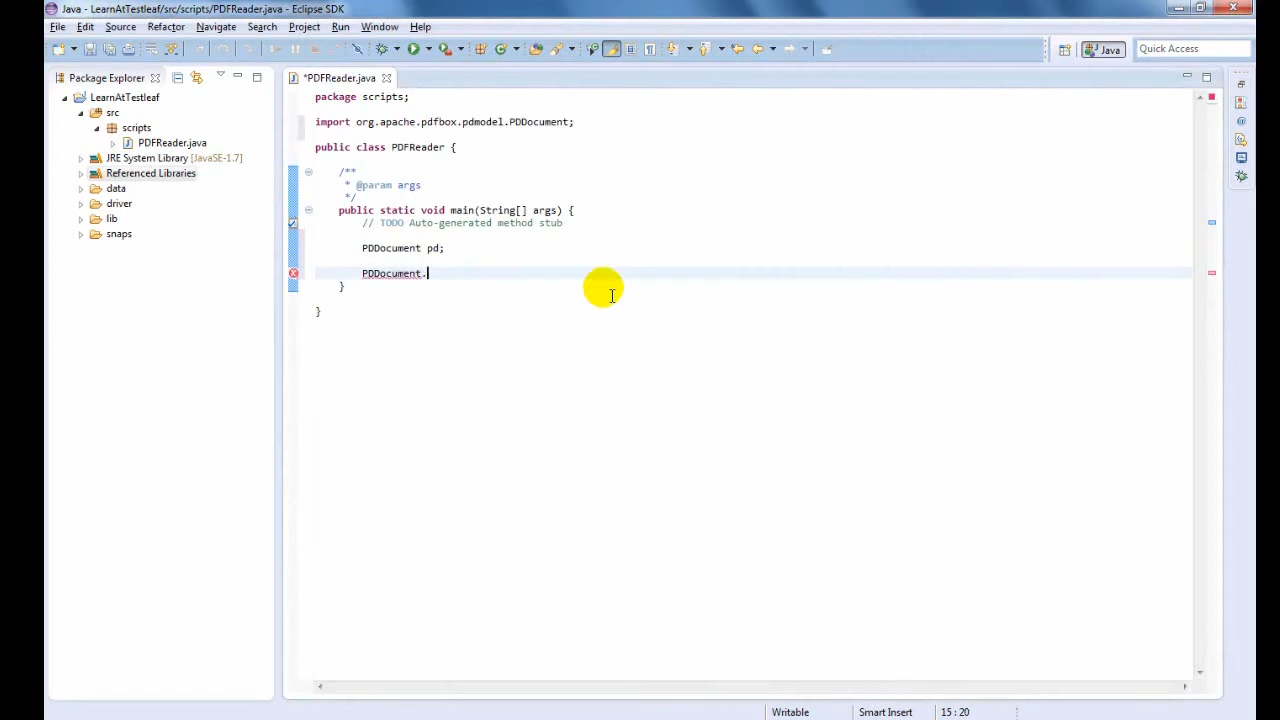 Java - LearnAtTestleaf/src/scripts/PDFReader.java - Eclipse SDK
File Edit Source Refactor Navigate Search Project Run Window Help
Java Quick Access
Package Explorer
*PDFReader.java
LearnAtTestleaf
src
scripts
PDFReader.java
JRE System Library [JavaSE-1.7]
Referenced Libraries
data
driver
lib
snaps
package scripts;
import org.apache.pdfbox.pdmodel.PDDocument;
public class PDFReader {
/**
* @param args
*/
public static void main(String[] args) {
// TODO Auto-generated method stub
PDDocument pd;
PDDocument.
}
}
Writable Smart Insert 15 : 20